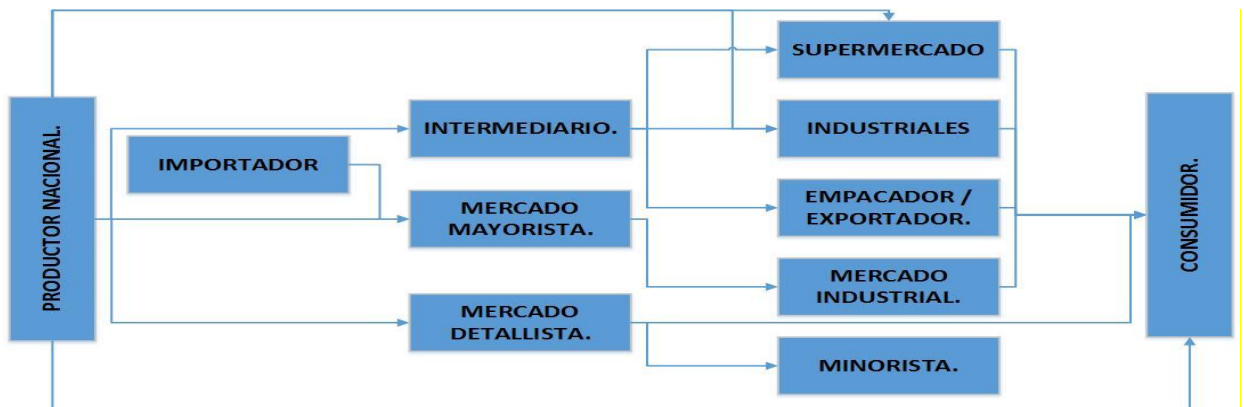 PRODUCTOR NACIONAL.
IMPORTADOR
INTERMEDIARIO.
MERCADO
MAYORISTA.
MERCADO
DETALLISTA.
SUPERMERCADO
INDUSTRIALES
EMPACADOR /
EXPORTADOR.
MERCADO
INDUSTRIAL.
MINORISTA.
CONSUMIDOR.